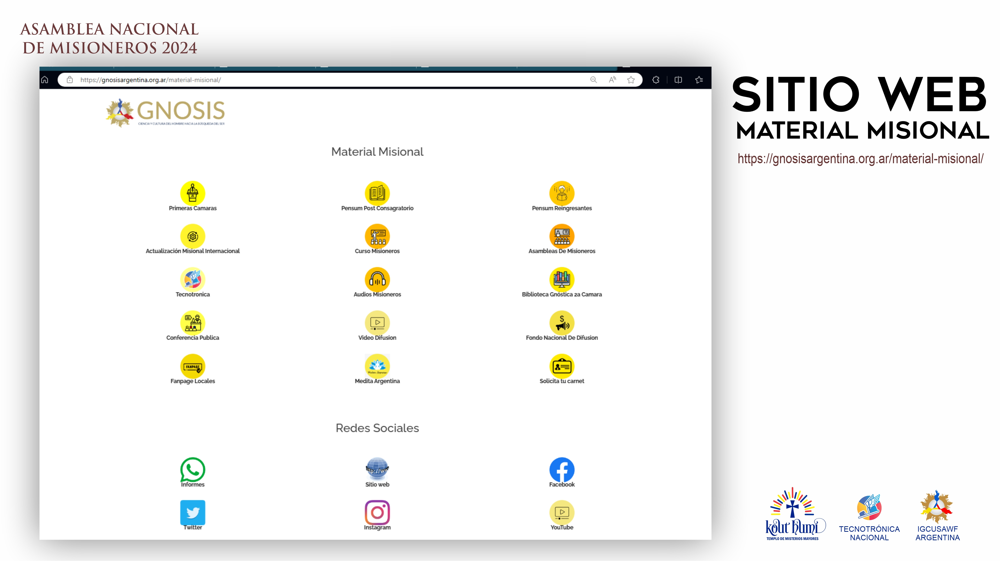 ASAMBLEA NACIONAL
DE MISIONEROS 2024
https://gnosisargentina.org.ar/material-misional/
GNOSIS
CIENCIA Y CULTURA DEL HOMBRE HACIA LA BÚSQUEDA DEL SER
SITIO WEB
MATERIAL MISIONAL
https://gnosisargentina.org.ar/material-misional/
Material Misional
Primeras Camaras
Pensum Post Consagratorio
Pensum Reingresantes
Actualización Misional Internacional
Curso Misioneros
Asambleas De Misioneros
Tecnotronica
Audios Misioneros
Biblioteca Gnóstica 2a Camara
Conferencia Publica
Video Difusion
$
Fondo Nacional De Difusion
FANPAGE
Fanpage Locales
Medita Argentina
Solicita tu carnet
Redes Sociales
Informes
Sitio web
Facebook
Twitter
Instagram
YouTube
kout humi
TEMPLO DE MISTERIOS MAYORES
TECNOTRÓNICA
NACIONAL
IGCUSAWF
ARGENTINA